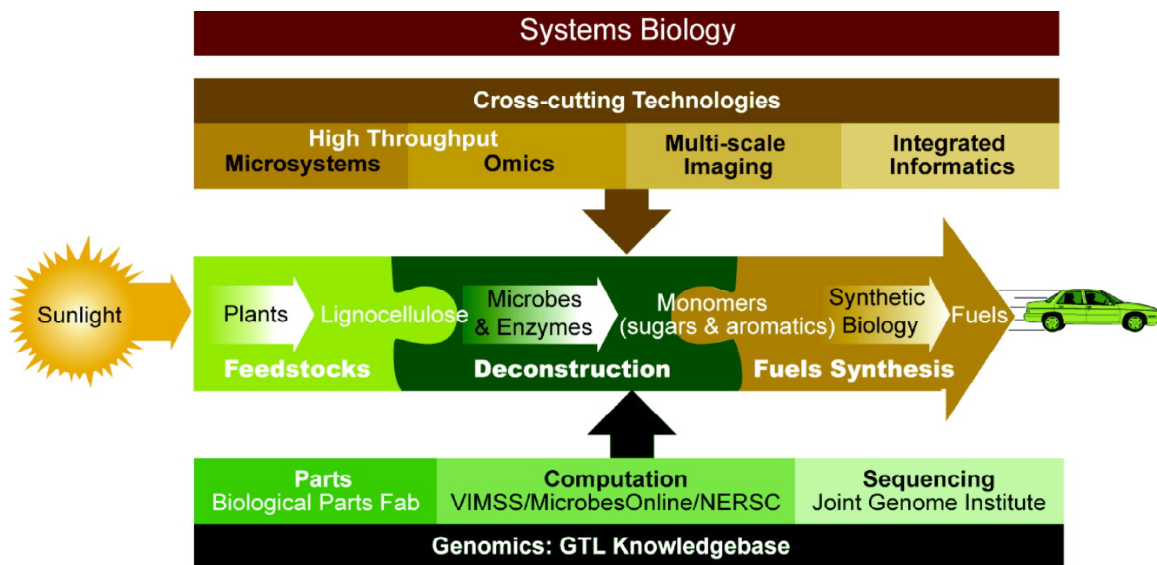 Systems Biology
Cross-cutting Technologies
High Throughput
Microsystems
Omics
Multi-scale
Imaging
Integrated
Informatics
Sunlight
Plants
Lignocellulose
Microbes
& Enzymes
Monomers
(sugars & aromatics)
Synthetic
Biology
Fuels
Feedstocks
Deconstruction
Fuels Synthesis
Parts
Biological Parts Fab
Computation
VIMSS/MicrobesOnline/NERSC
Sequencing
Joint Genome Institute
Genomics: GTL Knowledgebase